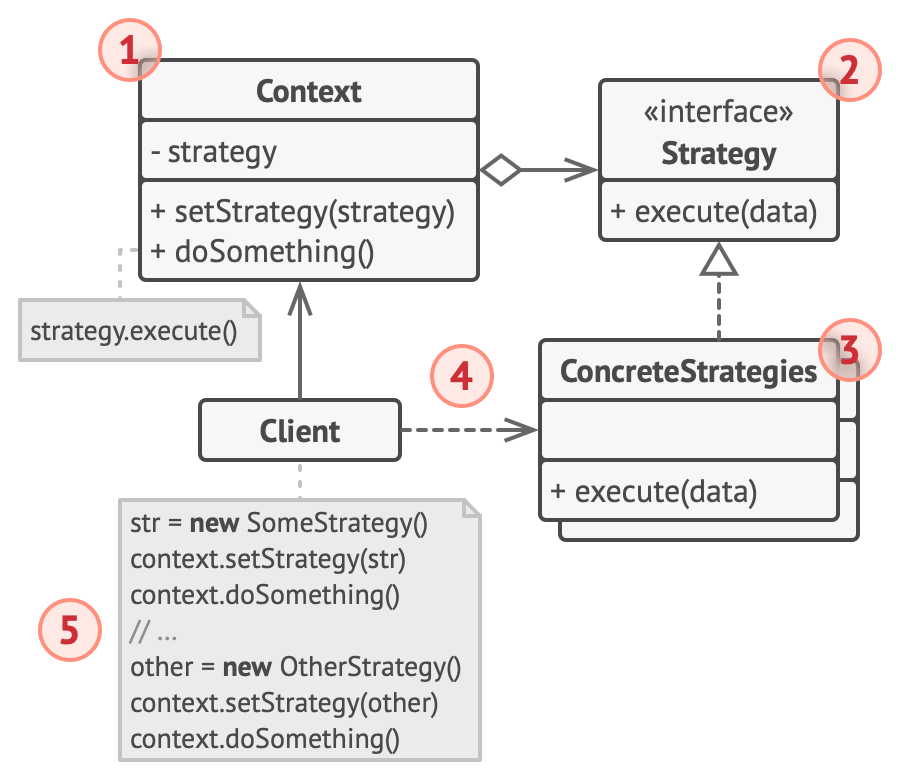 1
Context
- strategy
+ setStrategy(strategy)
+ doSomething()
strategy.execute()
2
«interface»
Strategy
+ execute(data)
3
ConcreteStrategies
+ execute(data)
4
Client
5
str = new SomeStrategy()
context.setStrategy(str)
context.doSomething()
// ...
other = new OtherStrategy()
context.setStrategy(other)
context.doSomething()